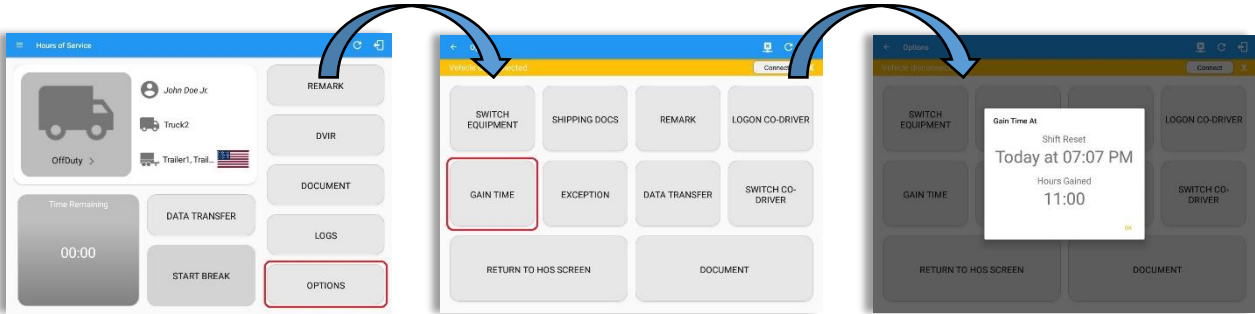 Hours of Service
John Doe Jr.
Truck2
Trailer1, Trail...
OffDuty >
Time Remaining
00:00
DATA TRANSFER
START BREAK
REMARK
DVIR
DOCUMENT
LOGS
OPTIONS
Vehicle
Connect
X
SWITCH
EQUIPMENT
SHIPPING DOCS
REMARK
LOGON CO-DRIVER
GAIN TIME
EXCEPTION
DATA TRANSFER
SWITCH CO-
DRIVER
RETURN TO HOS SCREEN
DOCUMENT
Options
Connect
X
SWITCH
EQUIPMENT
LOGON CO-DRIVER
GAIN TIME
SWITCH CO-
DRIVER
RETURN TO HOS SCREEN
DOCUMENT
Gain Time At
Shift Reset
Today at 07:07 PM
Hours Gained
11:00
OK